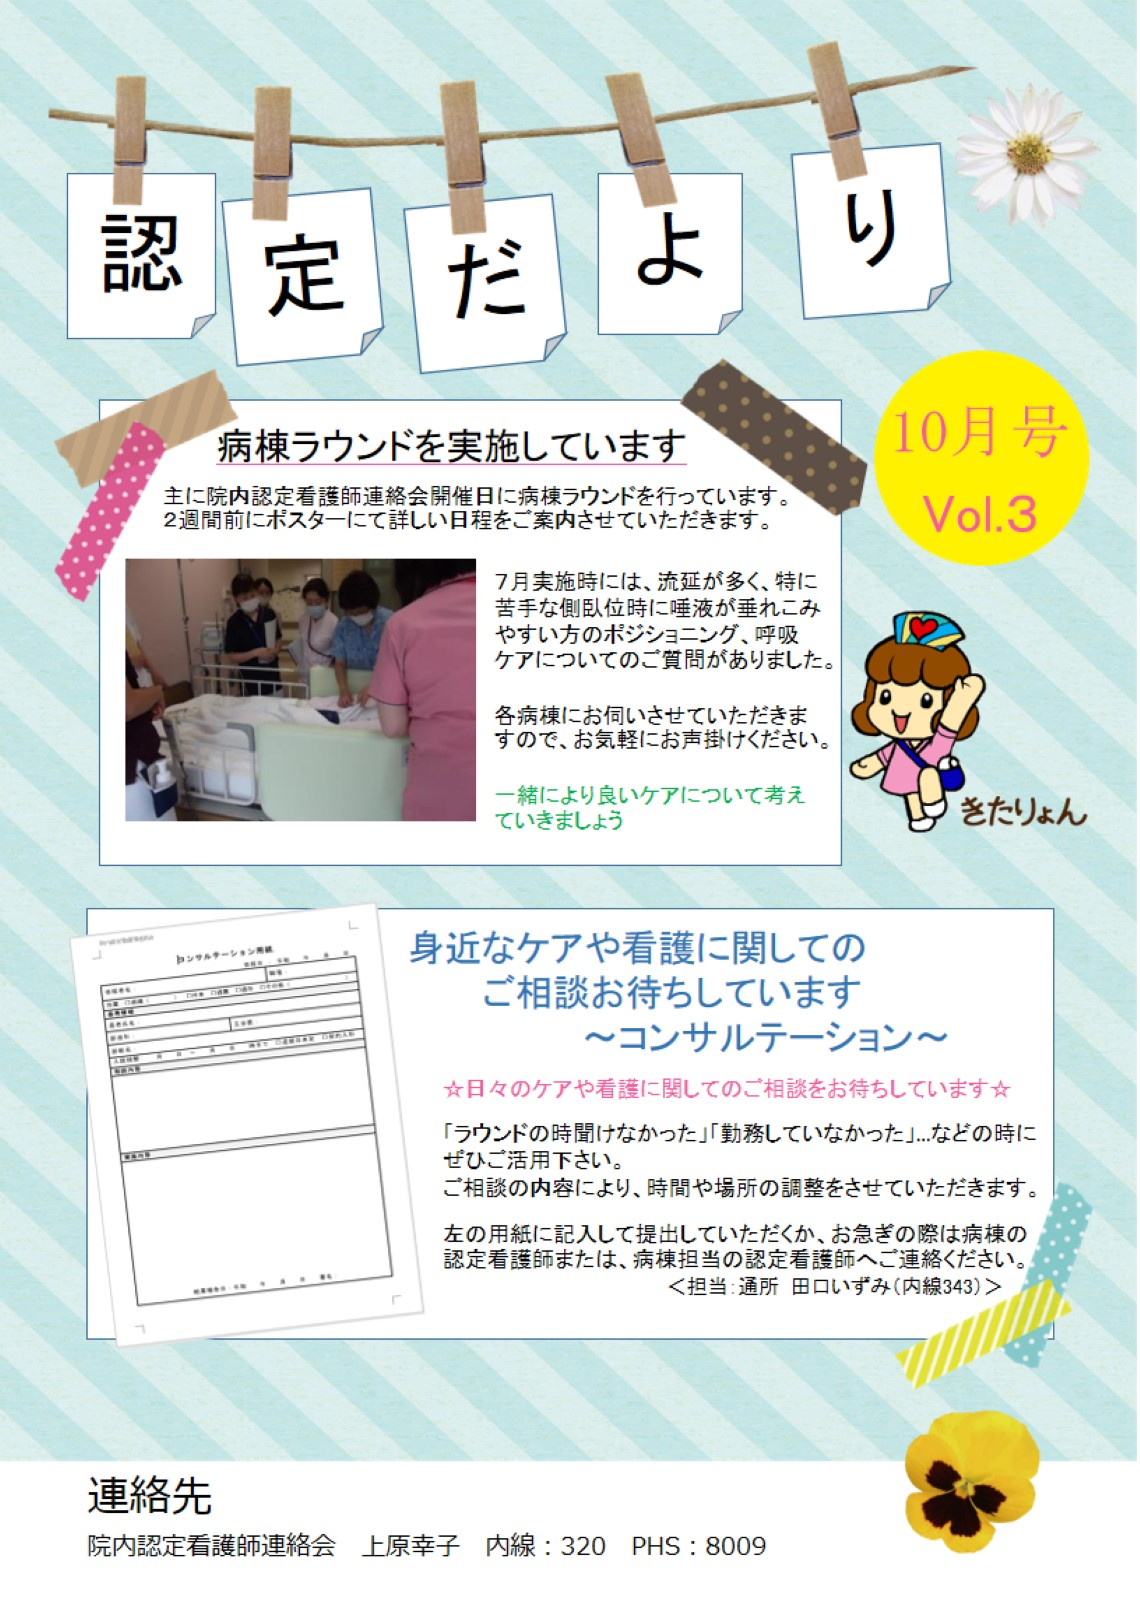 認定だより
10月号
Vol.3
病棟ラウンドを実施しています
主に院内認定看護師連絡会開催日に病棟ラウンドを行っています。
２週間前にポスターにて詳しい日程をご案内させていただきます。
７月実施時には、流延が多く、特に
苦手な側臥位時に唾液が垂れこみ
やすい方のポジショニング、呼吸
ケアについてのご質問がありました。
各病棟にお伺いさせていただきま
すので、お気軽にお声掛けください。
一緒により良いケアについて考え
ていきましょう
きたりょん
コンサルテーション用紙
身近なケアや看護に関しての
ご相談お待ちしています
～コンサルテーション～
☆日々のケアや看護に関してのご相談をお待ちしています☆
「ラウンドの時聞けなかった」「勤務していなかった」…などの時に
ぜひご活用下さい。
ご相談の内容により、時間や場所の調整をさせていただきます。
左の用紙に記入して提出していただくか、お急ぎの際は病棟の
認定看護師または、病棟担当の認定看護師へご連絡ください。
＜担当：通所 田口いずみ（内線343）＞
連絡先
院内認定看護師連絡会 上原幸子 内線：320 PHS：8009